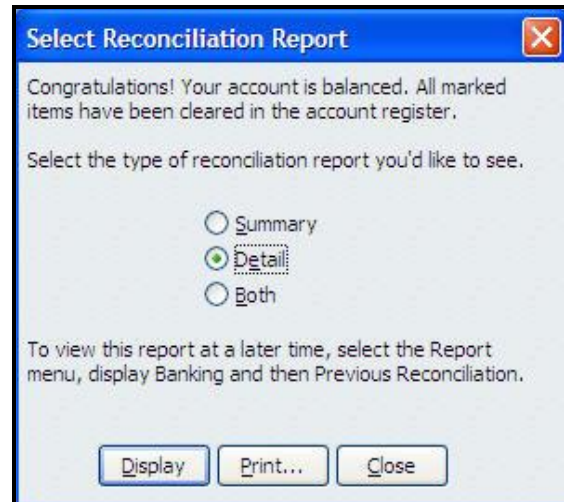 Select Reconciliation Report
Congratulations! Your account is balanced. All marked
items have been cleared in the account register.
Select the type of reconciliation report you'd like to see.
Summary
Detail
Both
To view this report at a later time, select the Report
menu, display Banking and then Previous Reconciliation.
Display Print... Close